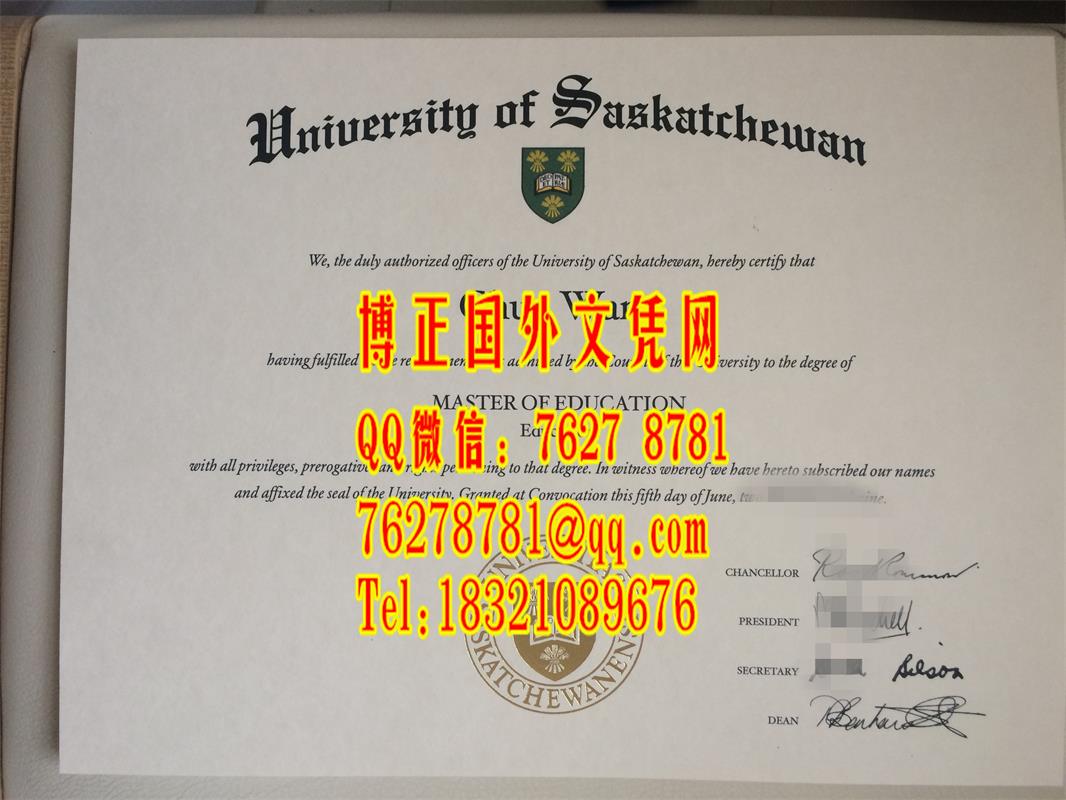 University of Saskatchewan
We, the duly authorized officers of the University of Saskatchewan, hereby certify that
博正国外文凭网
having fulfilled the of the University to the degree of
MASTER OF EDUCATION
QQ微信：7627 8781
with all privileges, to that degree. In witness whereof we have hereto subscribed our names
and affixed the seal of the University. Granted at Convocation this fifth day of June,
76278781@qq.com
Tel:18321089676
CHANCELLOR
PRESIDENT
SECRETARY
DEAN